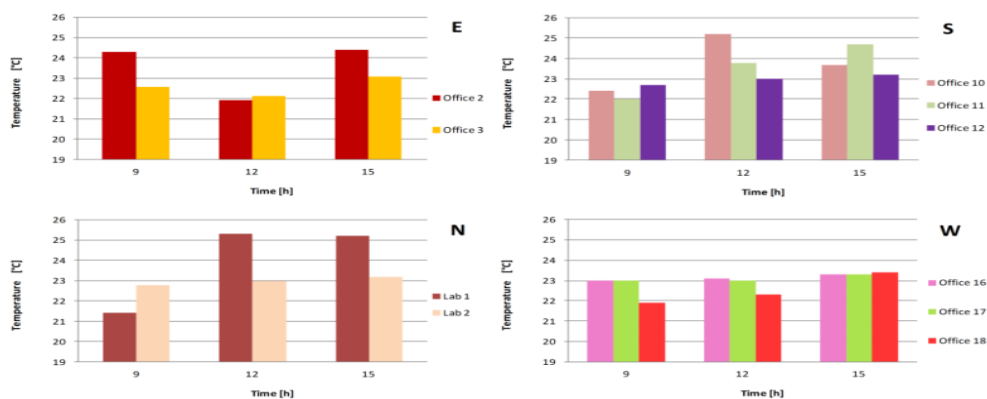 E
Temperature [°C]
26
25
24
23
22
21
20
19
9 12 15
Time [h]
Office 2
Office 3
S
Temperature [°C]
26
25
24
23
22
21
20
19
9 12 15
Time [h]
Office 10
Office 11
Office 12
N
Temperature [°C]
26
25
24
23
22
21
20
19
9 12 15
Time [h]
Lab 1
Lab 2
W
Temperature [°C]
26
25
24
23
22
21
20
19
9 12 15
Time [h]
Office 16
Office 17
Office 18